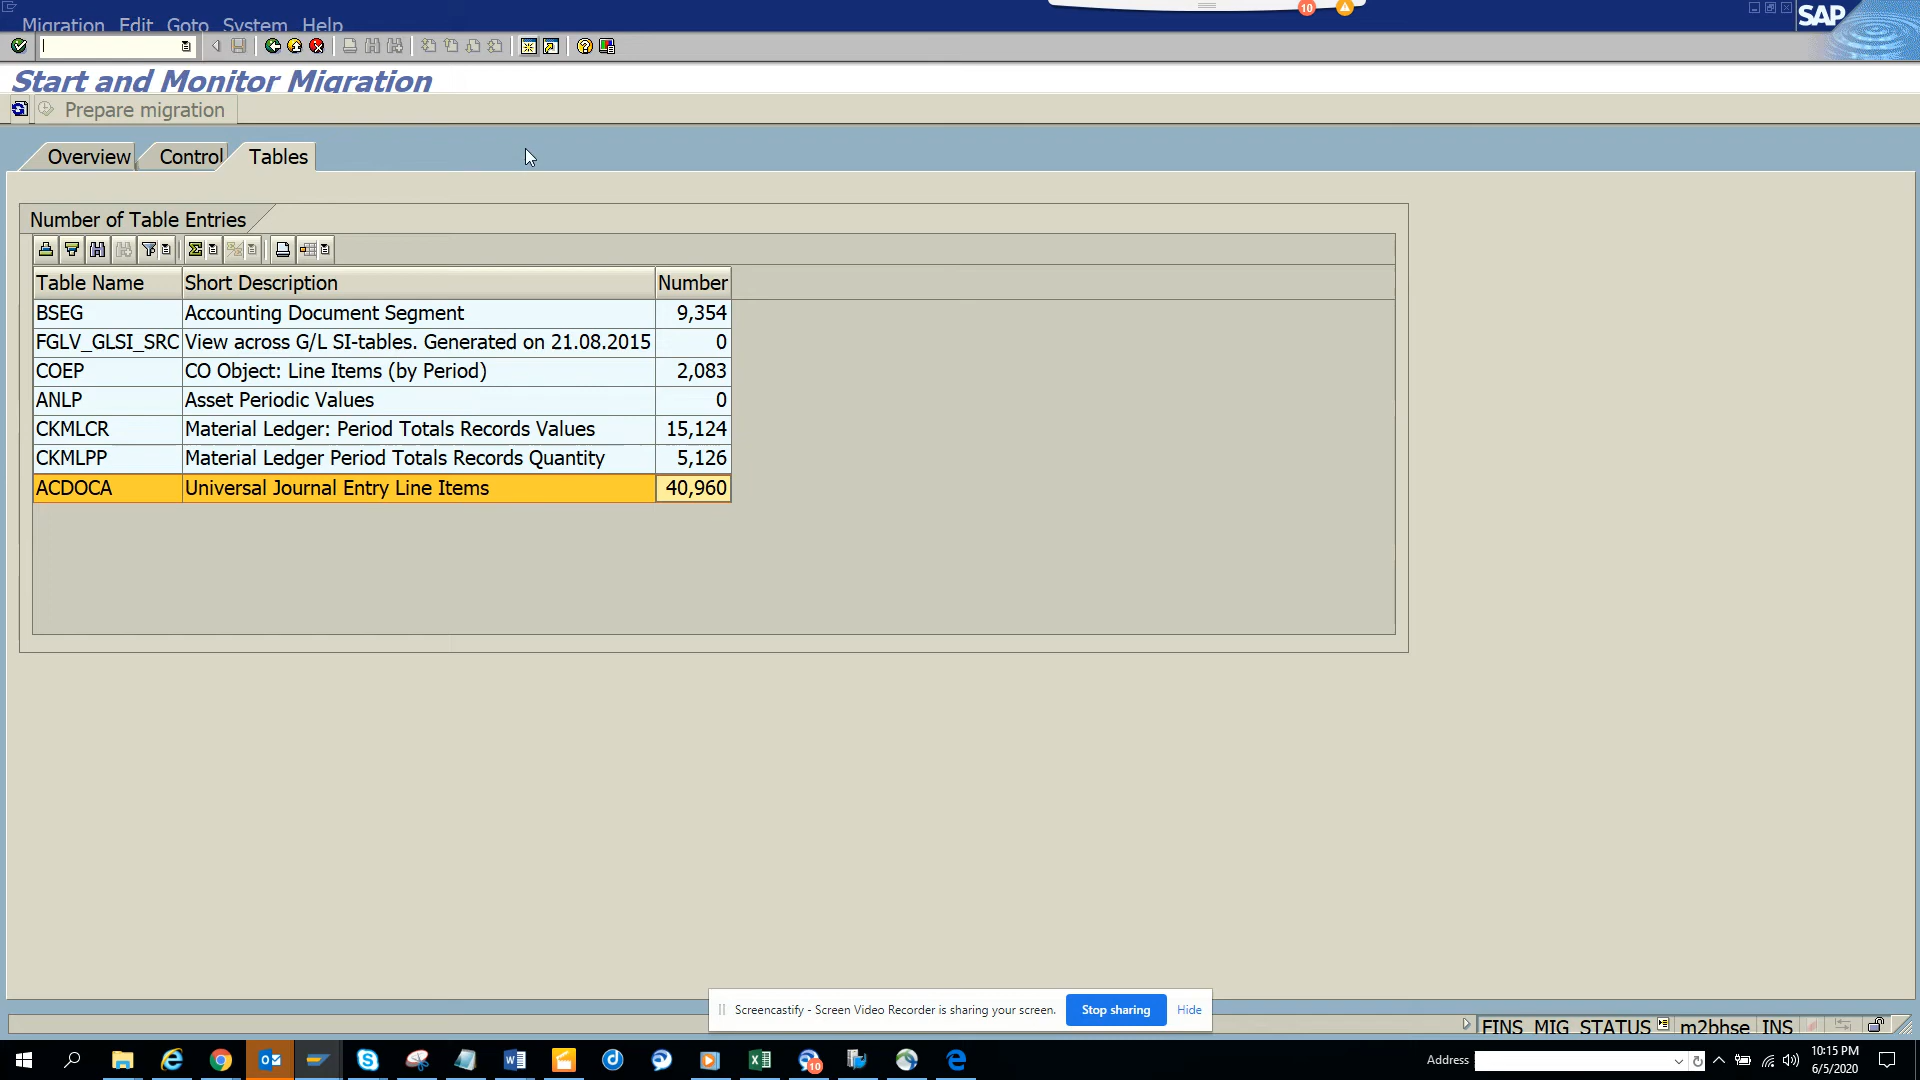 Migration Edit Goto System Help
10
SAP
Start and Monitor Migration
Prepare migration
Overview Control Tables
Number of Table Entries
Table Name Short Description Number
BSEG Accounting Document Segment 9,354
FGLV_GLSI_SRC View across G/L SI-tables. Generated on 21.08.2015 0
COEP CO Object: Line Items (by Period) 2,083
ANLP Asset Periodic Values 0
CKMLCR Material Ledger: Period Totals Records Values 15,124
CKMLPP Material Ledger Period Totals Records Quantity 5,126
ACDOCA Universal Journal Entry Line Items 40,960
Screencastify - Screen Video Recorder is sharing your screen. Stop sharing Hide
FINS_MIG_STATUS m2bhse INS
10
Address
10:15 PM
6/5/2020